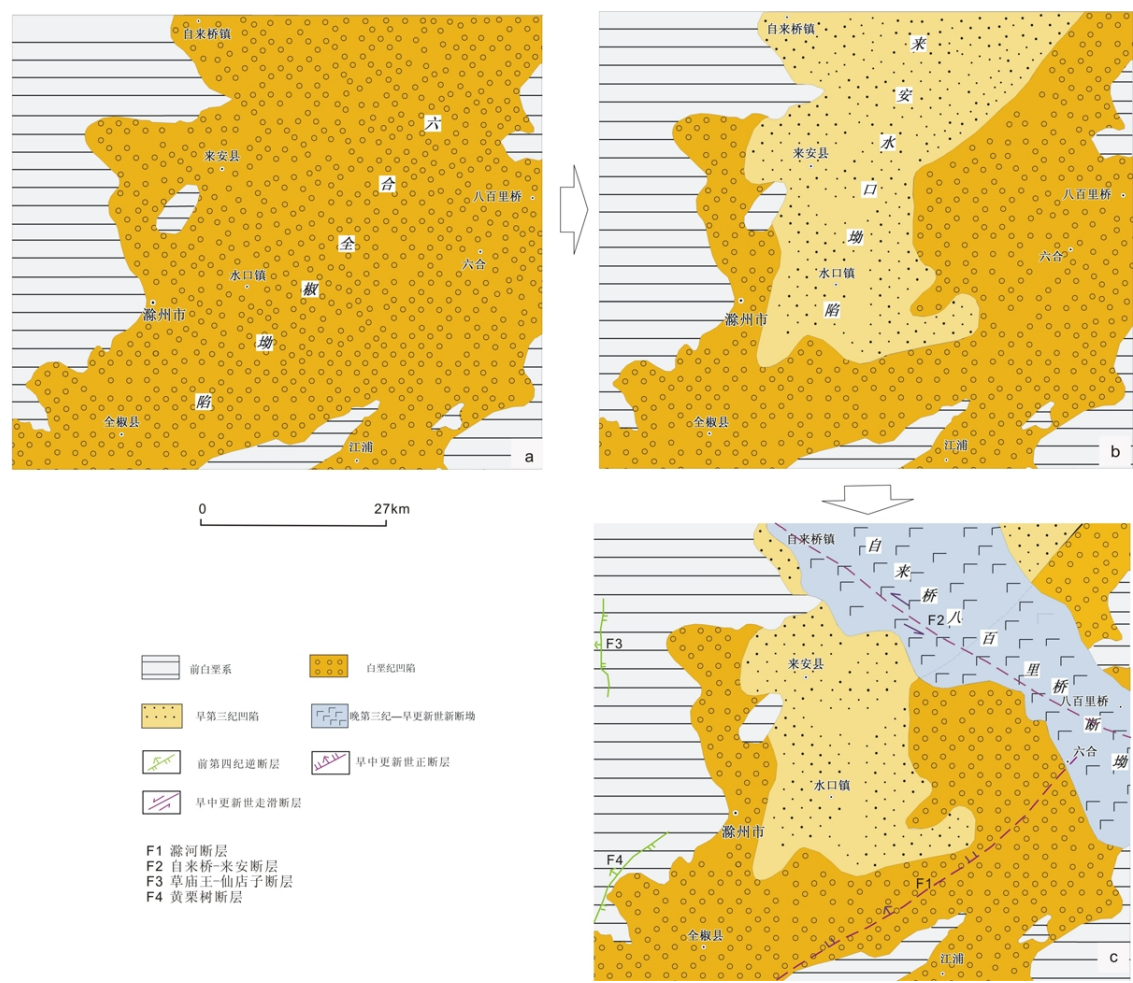 自来桥镇
六
合
全
椒
坳
陷
来安县
八百里桥
六合
水口镇
滁州市
全椒县
江浦
a
自来桥镇
来
安
水
口
坳
陷
来安县
八百里桥
六合
水口镇
滁州市
全椒县
江浦
b
0 27km
自来桥镇
自
来
桥
八
百
里
桥
断
坳
F2
F3
来安县
八百里桥
六合
水口镇
滁州市
F4
F1
全椒县
江浦
c
前白垩系
白垩纪凹陷
早第三纪凹陷
晚第三纪—早更新世新断坳
前第四纪逆断层
早中更新世正断层
早中更新世走滑断层
F1 滁河断层
F2 自来桥-来安断层
F3 草庙王-仙店子断层
F4 黄栗树断层